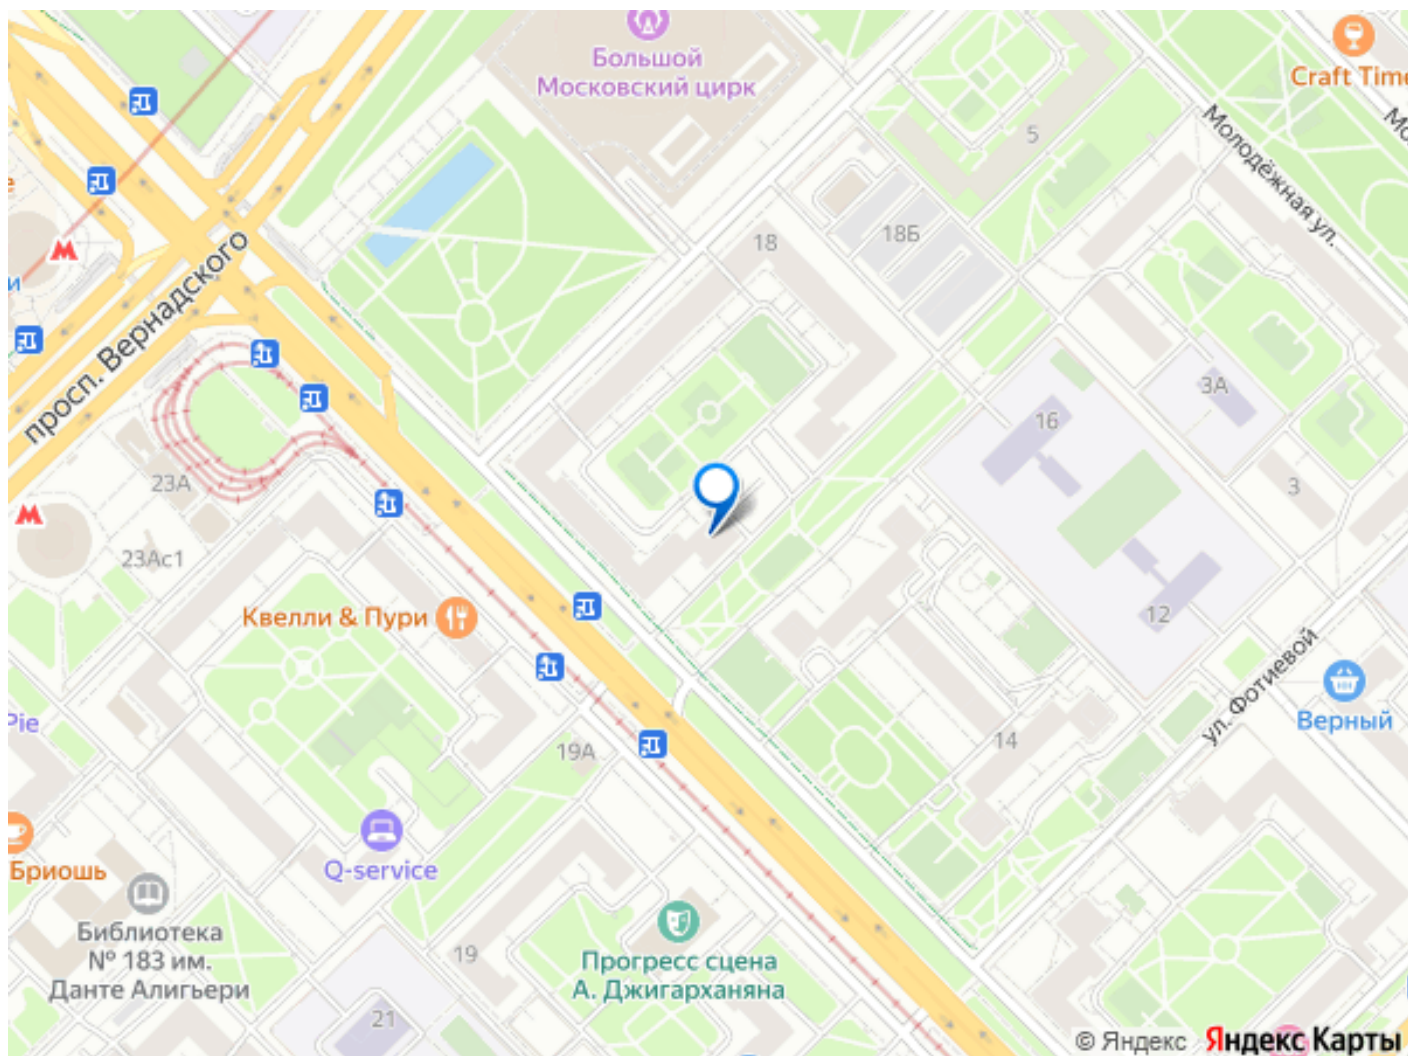 Большой
Московский цирк
Craft Time
Молодёжная ул.
5
18
18Б
просп. Вернадского
3А
16
3
23А
23Ас1
12
Квелли & Пури
ул. Фотиевой
Верный
Pie
14
19А
Q-service
Бриошь
Библиотека
№ 183 им.
Данте Алигьери
19
Прогресс сцена
А. Джигарханяна
21
© Яндекс Яндекс Карты